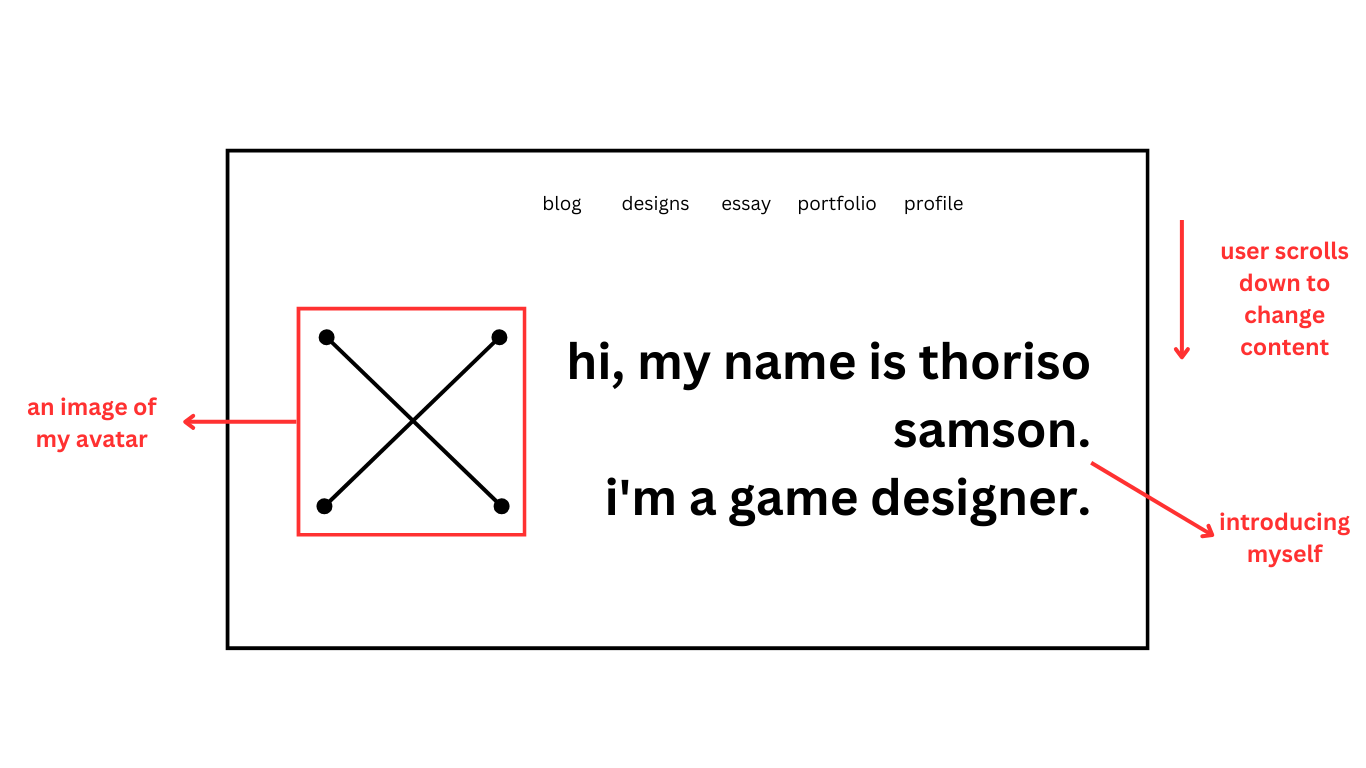 blog designs essay portfolio profile
user scrolls
down to
change
content
hi, my name is thoriso
samson.
i'm a game designer.
an image of
my avatar
introducing
myself